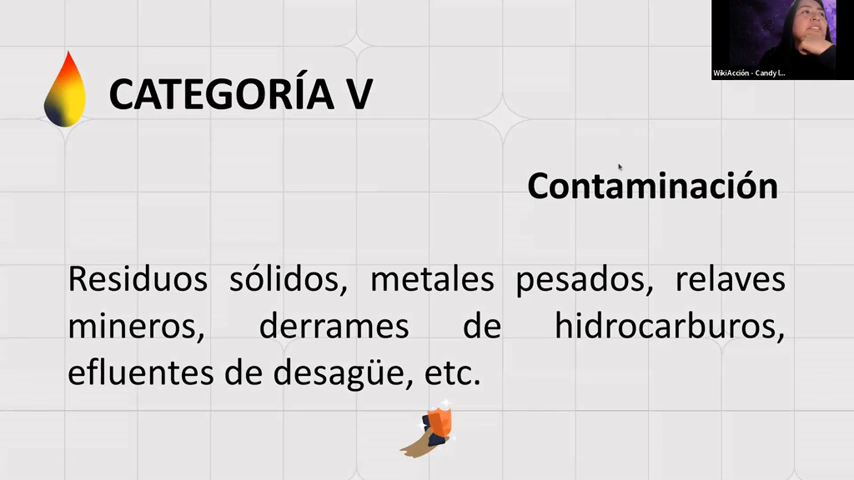 WikiAcción - Candy l...
CATEGORÍA V
Contaminación
Residuos sólidos, metales pesados, relaves
mineros, derrames de hidrocarburos,
efluentes de desagüe, etc.